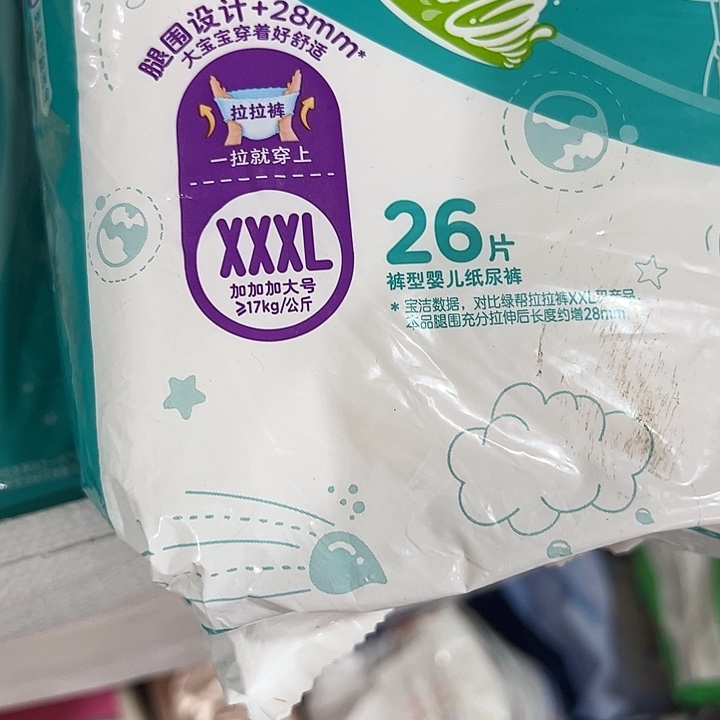 腿围设计+28mm*
大宝宝穿着好舒适
拉拉裤
一拉就穿上
XXXL
加加加大号
≥17kg/公斤
26片
裤型婴儿纸尿裤
* 宝洁数据，对比绿帮拉拉裤XXL码产品，
本品腿围充分拉伸后长度约增28mm